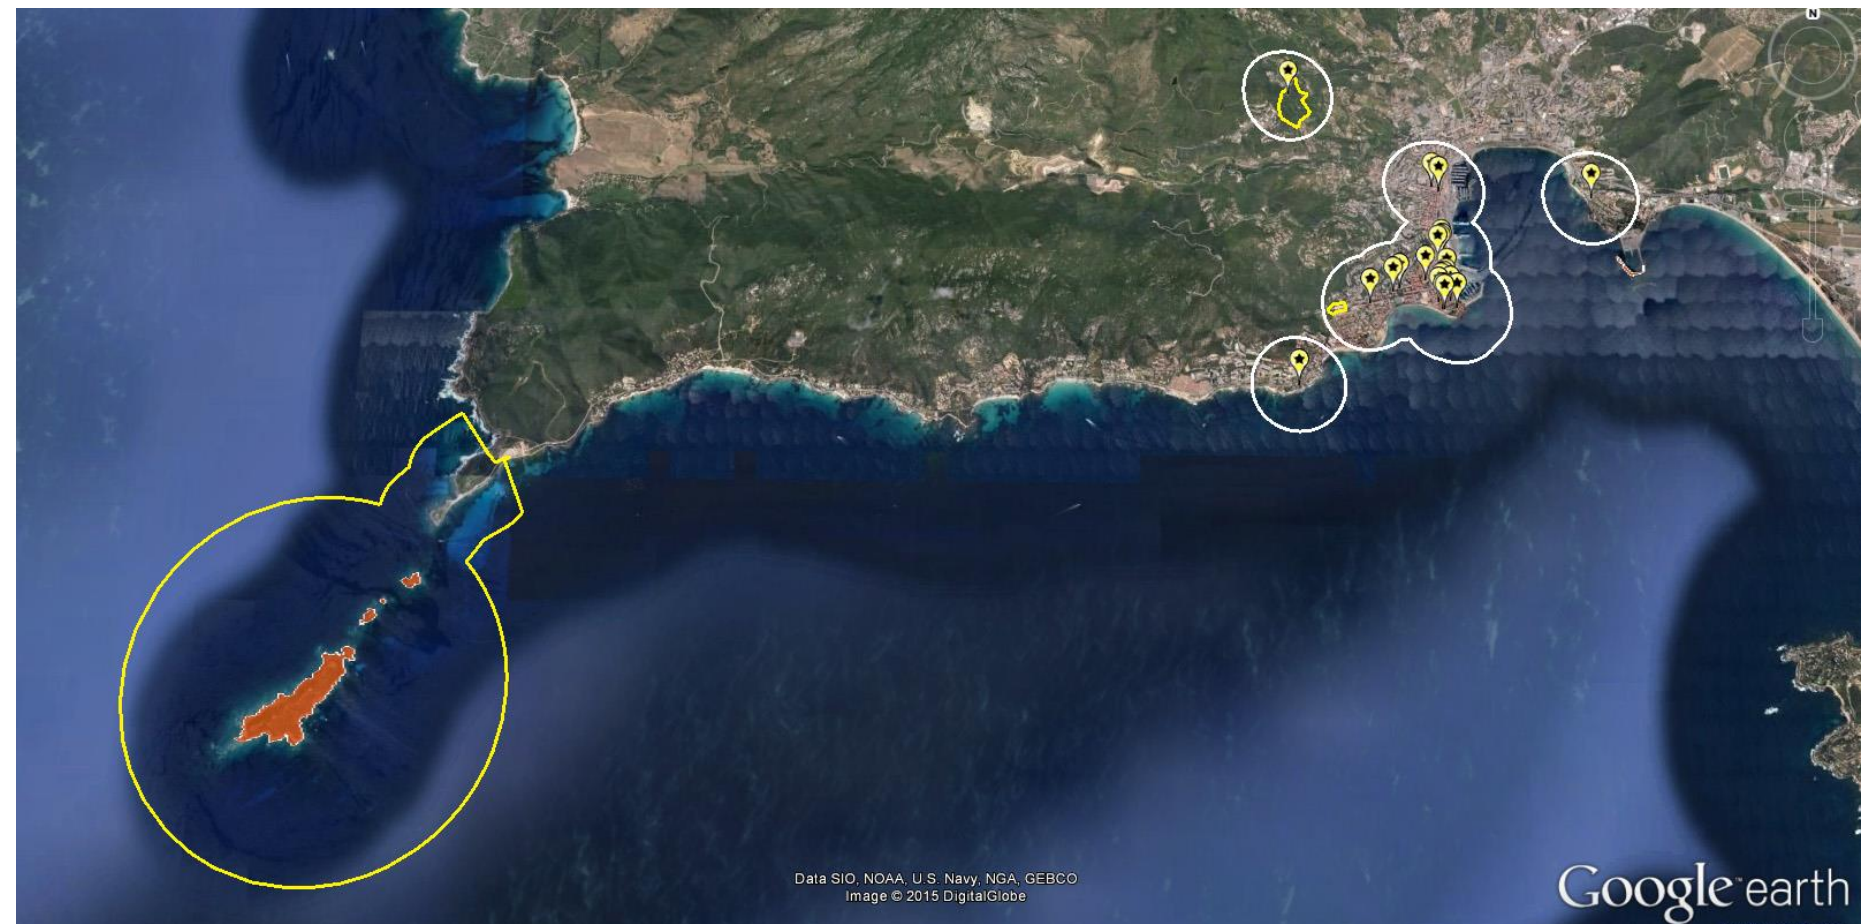 N
Data SIO, NOAA, U.S. Navy, NGA, GEBCO
Image © 2015 DigitalGlobe
Google earth